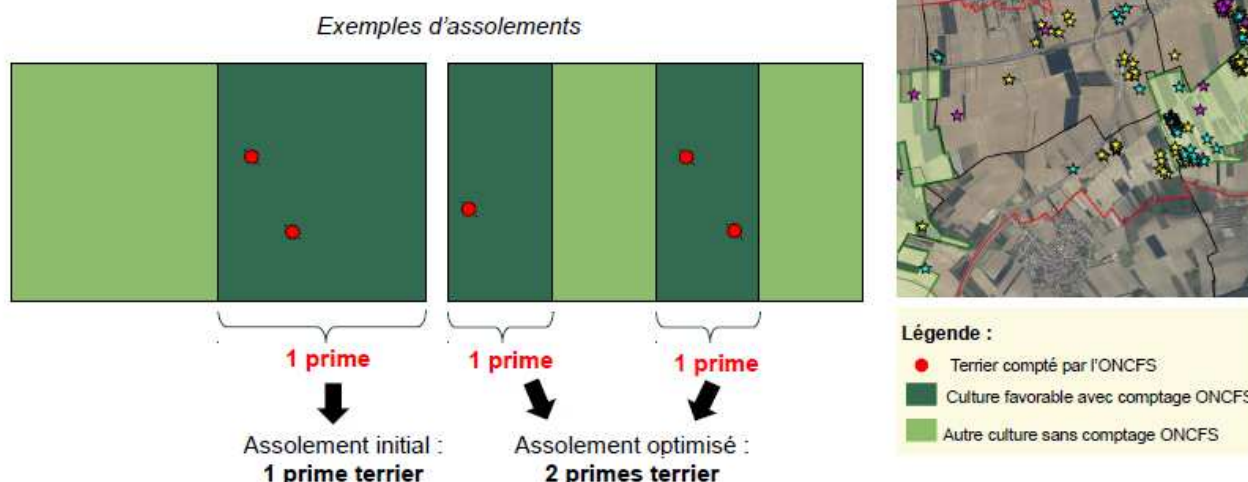 Exemples d'assolements
1 prime
1 prime
1 prime
Assolement initial :
1 prime terrier
Assolement optimisé :
2 primes terrier
Légende :
Terrier compté par l'ONCFS
Culture favorable avec comptage ONCFS
Autre culture sans comptage ONCFS